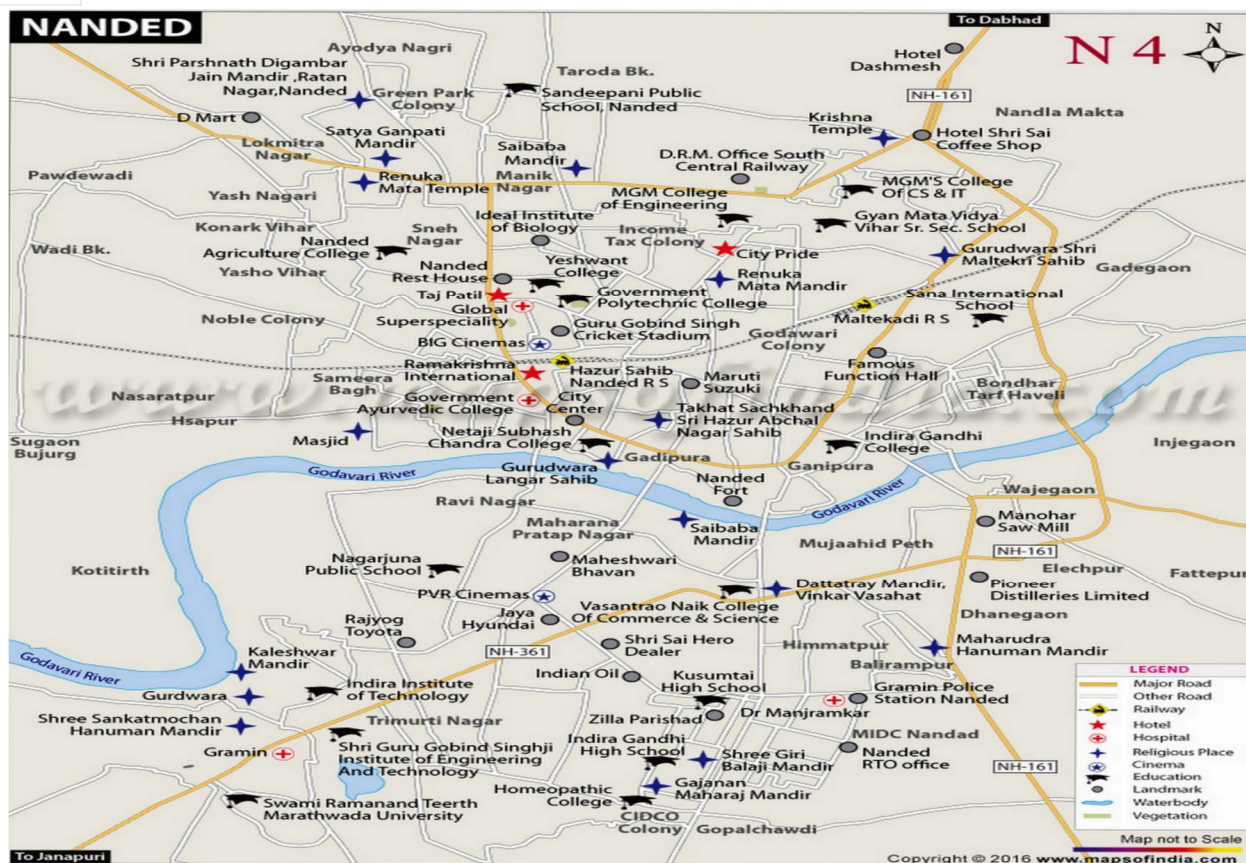 NANDED
To Dabhad
N 4
N
Ayodya Nagri
Hotel
Dashmesh
Shri Parshnath Digambar
Jain Mandir ,Ratan
Nagar,Nanded
Taroda Bk.
Green Park
Colony
Sandeepani Public
School, Nanded
NH-161
Nandla Makta
D Mart
Satya Ganpati
Mandir
Lokmitra
Nagar
Saibaba
Mandir
Krishna
Temple
Hotel Shri Sai
Coffee Shop
D.R.M. Office South
Central Railway
Pawdewadi
Renuka
Mata Temple
Manik
Nagar
Yash Nagari
MGM College
of Engineering
MGM'S College
Of CS & IT
Konark Vihar
Sneh
Nagar
Ideal Institute
of Biology
Income
Tax Colony
Gyan Mata Vidya
Vihar Sr. Sec. School
Wadi Bk.
Nanded
Agriculture College
Yasho Vihar
Yeshwant
College
City Pride
Gurudwara Shri
Maltekri Sahib
Gadegaon
Nanded
Rest House
Renuka
Mata Mandir
Taj Patil
Government
Polytechnic College
Sana International
School
Global
Superspeciality
Maltekadi R S
Noble Colony
Guru Gobind Singh
Cricket Stadium
Godawari
Colony
BIG Cinemas
Ramakrishna
International
Hazur Sahib
Nanded R S
Maruti
Suzuki
Famous
Function Hall
Sameera
Bagh
Bondhar
Tarf Haveli
Nasaratpur
Government
Ayurvedic College
City
Center
Takhat Sachkhand
Sri Hazur Abchal
Nagar Sahib
Hsapur
Masjid
Netaji Subhash
Chandra College
Indira Gandhi
College
Injegaon
Sugaon
Bujurg
Gadipura
Ganipura
Godavari River
Gurudwara
Langar Sahib
Nanded
Fort
Godavari River
Wajegaon
Ravi Nagar
Manohar
Saw Mill
Maharana
Pratap Nagar
Saibaba
Mandir
Mujaahid Peth
NH-161
Nagarjuna
Public School
Maheshwari
Bhavan
Elechpur
Fattepur
Kotitirth
Pioneer
Distilleries Limited
Dattatray Mandir,
Vinkar Vasahat
PVR Cinemas
Vasantrao Naik College
Of Commerce & Science
Dhanegaon
Rajyog
Toyota
Jaya
Hyundai
Shri Sai Hero
Dealer
Himmatpur
Maharudra
Hanuman Mandir
NH-361
Kaleshwar
Mandir
Balirampur
Godavari River
Indian Oil
Kusumtai
High School
Gurdwara
Indira Institute
of Technology
Gramin Police
Station Nanded
Dr Manjramkar
Shree Sankatmochan
Hanuman Mandir
Trimurti Nagar
Zilla Parishad
MIDC Nandad
Gramin
Shri Guru Gobind Singhji
Institute of Engineering
And Technology
Indira Gandhi
High School
Shree Giri
Balaji Mandir
Nanded
RTO office
NH-161
Homeopathic
College
Gajanan
Maharaj Mandir
Swami Ramanand Teerth
Marathwada University
CIDCO
Colony
Gopalchawdi
LEGEND
Major Road
Other Road
Railway
Hotel
Hospital
Religious Place
Cinema
Education
Landmark
Waterbody
Vegetation
Map not to Scale
To Janapuri
Copyright © 2016 www.mapsofindia.com